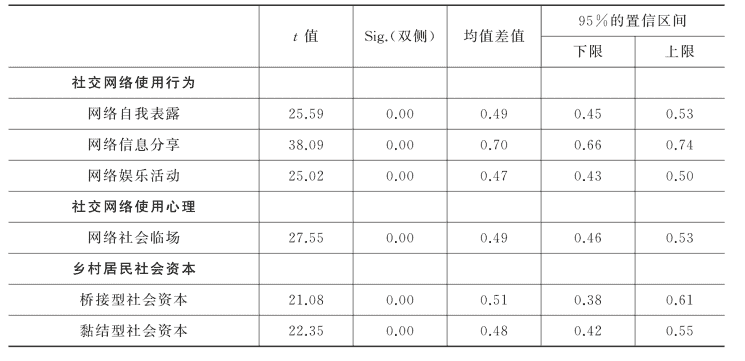 t 值 Sig.(双侧) 均值差值 95%的置信区间
下限 上限
社交网络使用行为
网络自我表露 25.59 0.00 0.49 0.45 0.53
网络信息分享 38.09 0.00 0.70 0.66 0.74
网络娱乐活动 25.02 0.00 0.47 0.43 0.50
社交网络使用心理
网络社会临场 27.55 0.00 0.49 0.46 0.53
乡村居民社会资本
桥接型社会资本 21.08 0.00 0.51 0.38 0.61
黏结型社会资本 22.35 0.00 0.48 0.42 0.55